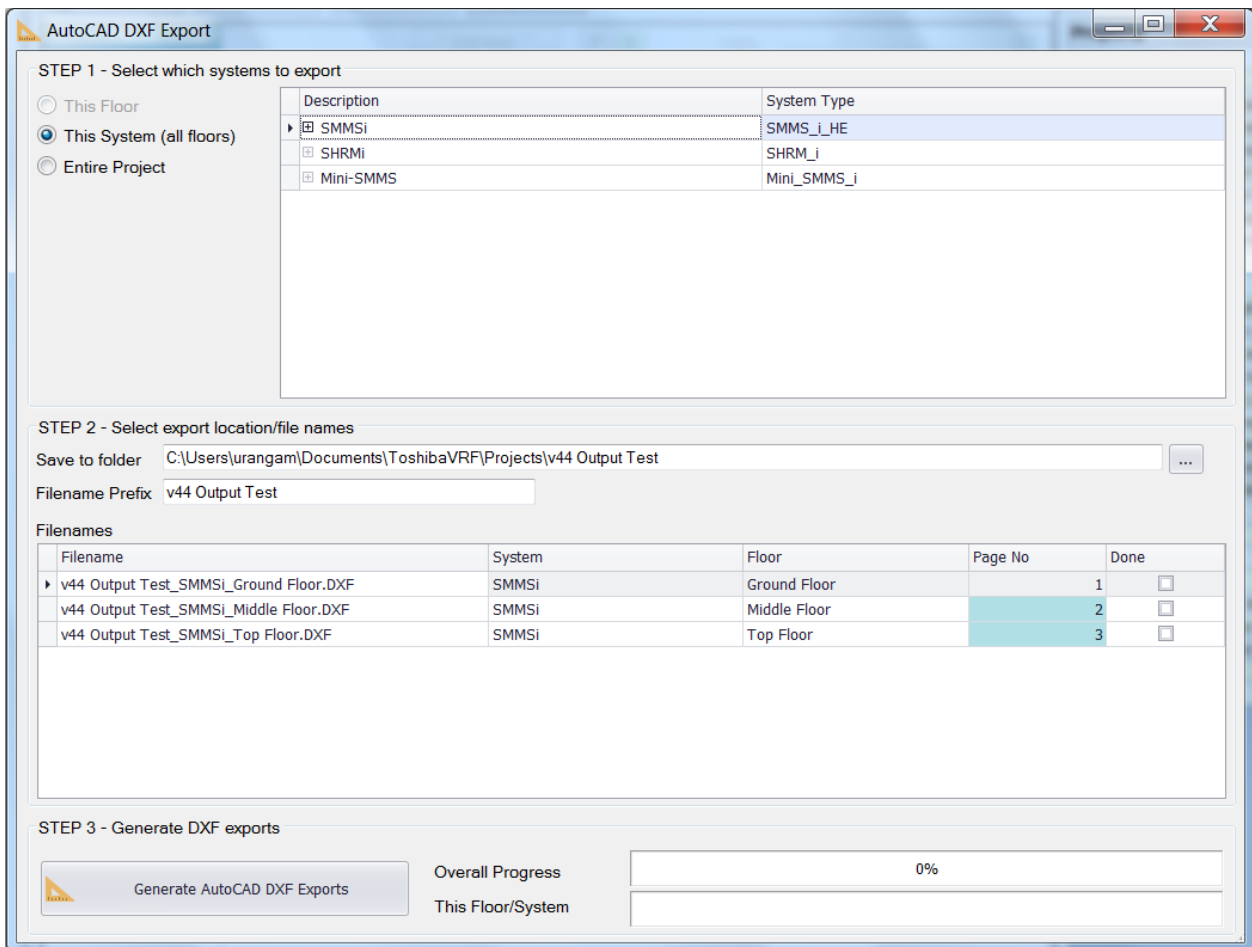 AutoCAD DXF Export
STEP 1 - Select which systems to export
This Floor
This System (all floors)
Entire Project
Description System Type
SMMSi SMMS_i_HE
SHRMi SHRM_i
Mini-SMMS Mini_SMMS_i
STEP 2 - Select export location/file names
Save to folder C:\Users\urangam\Documents\ToshibaVRF\Projects\v44 Output Test ...
Filename Prefix v44 Output Test
Filenames
Filename System Floor Page No Done
v44 Output Test_SMMSi_Ground Floor.DXF SMMSi Ground Floor 1
v44 Output Test_SMMSi_Middle Floor.DXF SMMSi Middle Floor 2
v44 Output Test_SMMSi_Top Floor.DXF SMMSi Top Floor 3
STEP 3 - Generate DXF exports
Generate AutoCAD DXF Exports
Overall Progress 0%
This Floor/System